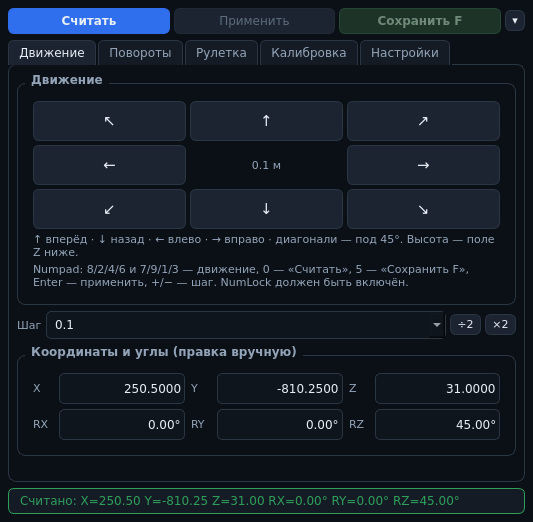 Считать Применить Сохранить F ▾
Движение Повороты Рулетка Калибровка Настройки
Движение
↖ ↑ ↗
← 0.1 м →
↙ ↓ ↘
↑ вперёд · ↓ назад · ← влево · → вправо · диагонали — под 45°. Высота — поле
Z ниже.
Numpad: 8/2/4/6 и 7/9/1/3 — движение, 0 — «Считать», 5 — «Сохранить F»,
Enter — применить, +/− — шаг. NumLock должен быть включён.
Шаг 0.1 ÷2 ×2
Координаты и углы (правка вручную)
X 250.5000 Y -810.2500 Z 31.0000
RX 0.00° RY 0.00° RZ 45.00°
Считано: X=250.50 Y=-810.25 Z=31.00 RX=0.00° RY=0.00° RZ=45.00°